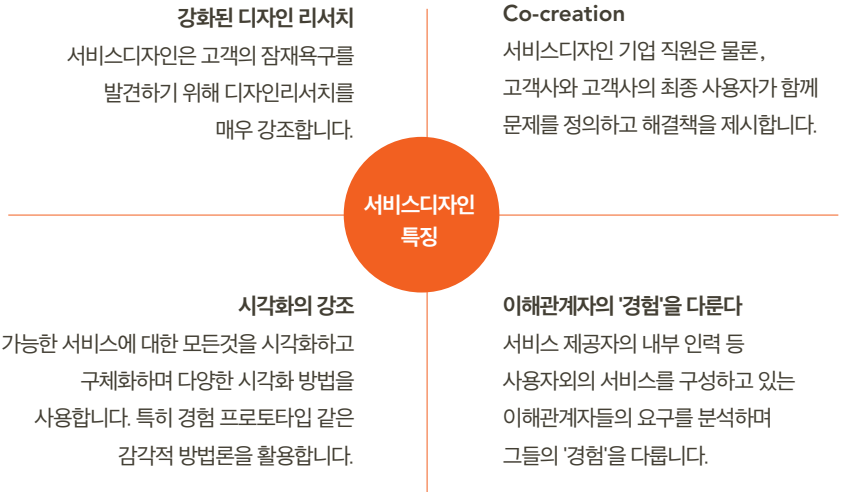 강화된 디자인 리서치
서비스디자인은 고객의 잠재욕구를
발견하기 위해 디자인리서치를
매우 강조합니다.
Co-creation
서비스디자인 기업 직원은 물론,
고객사와 고객사의 최종 사용자가 함께
문제를 정의하고 해결책을 제시합니다.
서비스디자인
특징
시각화의 강조
가능한 서비스에 대한 모든것을 시각화하고
구체화하며 다양한 시각화 방법을
사용합니다. 특히 경험 프로토타입 같은
감각적 방법론을 활용합니다.
이해관계자의 '경험'을 다룬다
서비스 제공자의 내부 인력 등
사용자외의 서비스를 구성하고 있는
이해관계자들의 요구를 분석하며
그들의 '경험'을 다룹니다.